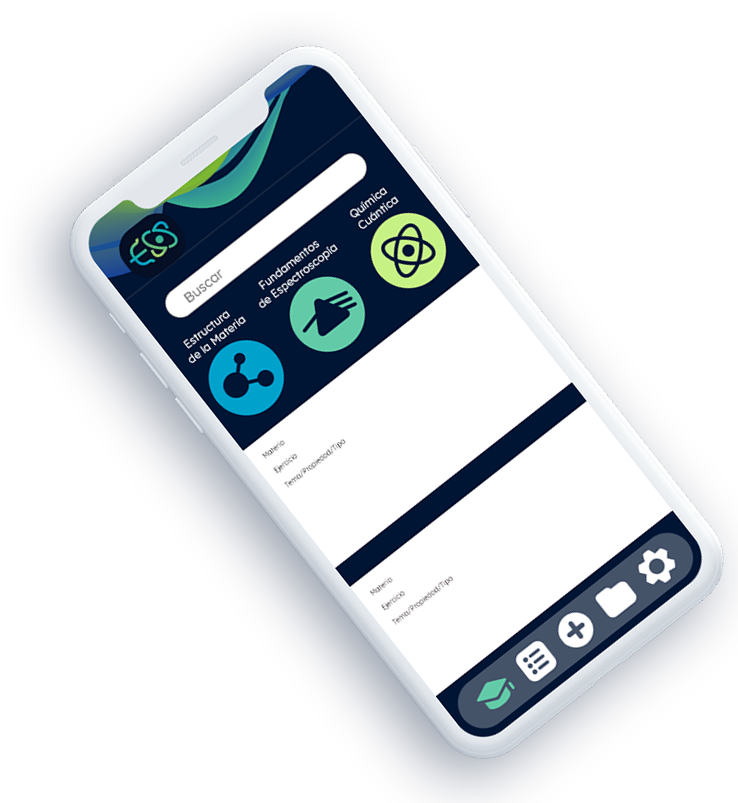 Buscar
Estructura
de la Materia
Fundamentos
de Espectroscopía
Química
Cuántica
Materia
Ejercicio
Tema/Propiedad/Tipo
Materia
Ejercicio
Tema/Propiedad/Tipo